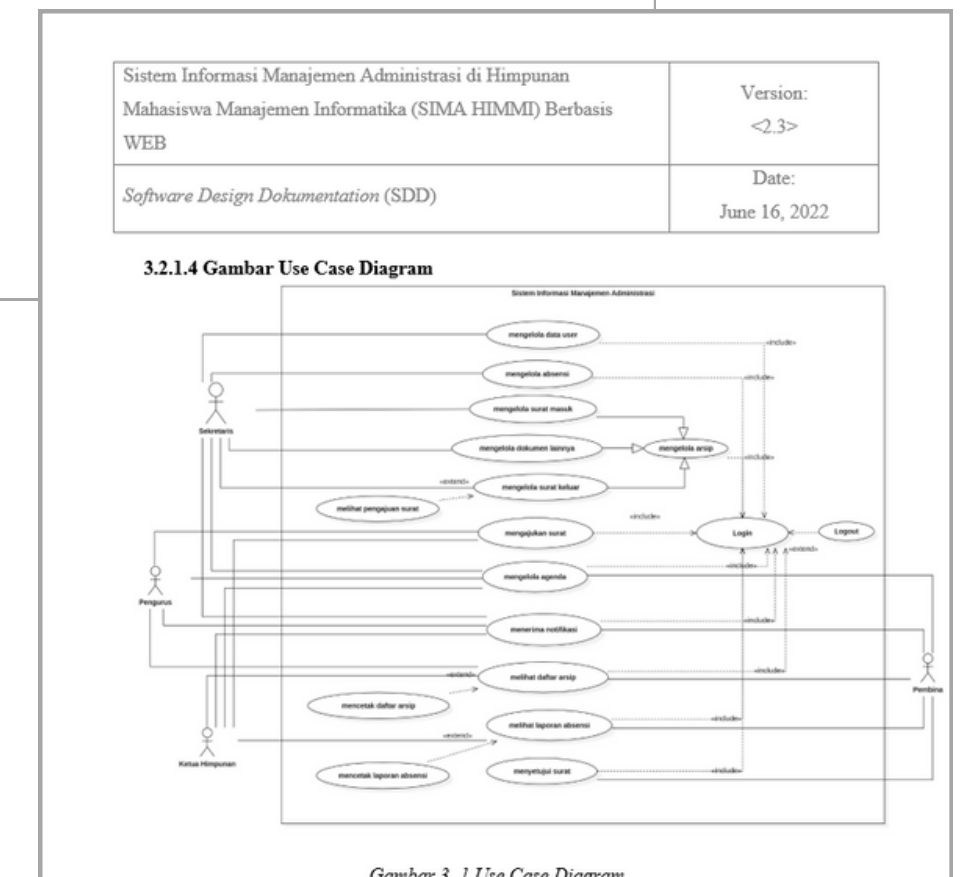 Sistem Informasi Manajemen Administrasi di Himpunan
Mahasiswa Manajemen Informatika (SIMA HIMMI) Berbasis
WEB
Version:
<2.3>
Software Design Dokumentation (SDD)
Date:
June 16, 2022
3.2.1.4 Gambar Use Case Diagram
Sistem Informasi Manajemen Administrasi
mengelola data user
«include»
mengelola absensi
«include»
mengelola surat masuk
Sekretaris
mengelola dokumen lainnya
mengelola arsip
«include»
«extend»
mengelola surat keluar
melihat pengajuan surat
«include»
mengajukan surat
Login
Logout
«extend»
«include»
mengelola agenda
Pengurus
«include»
menerima notifikasi
«include»
«extend»
melihat daftar arsip
Pembina
mencetak daftar arsip
«include»
melihat laporan absensi
«extend»
Ketua Himpunan
menyetujui surat
«include»
mencetak laporan absensi
Gambar 3. 1 Use Case Diagram